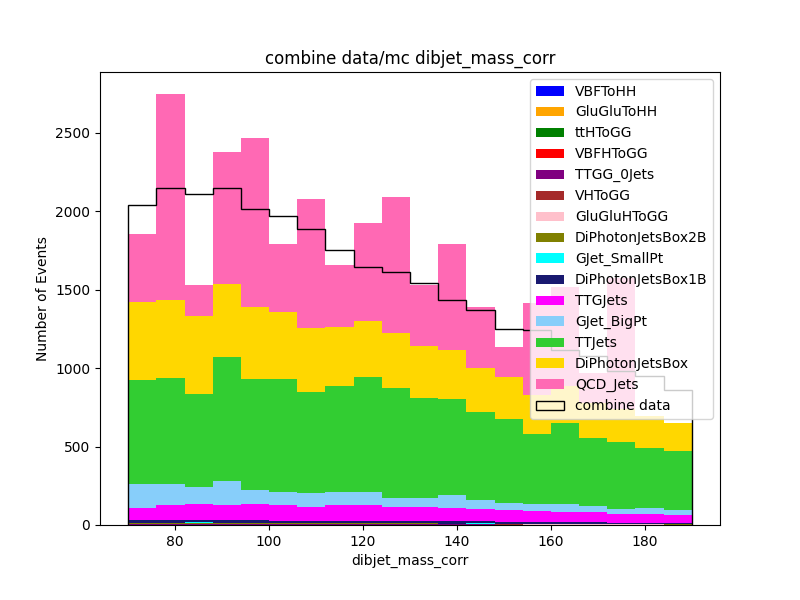 combine data/mc dibjet_mass_corr
Number of Events
2500
2000
1500
1000
500
0
80
100
120
140
160
180
dibjet_mass_corr
VBFToHH
GluGluToHH
ttHToGG
VBFHToGG
TTGG_0Jets
VHToGG
GluGluHToGG
DiPhotonJetsBox2B
GJet_SmallPt
DiPhotonJetsBox1B
TTGJets
GJet_BigPt
TTJets
DiPhotonJetsBox
QCD_Jets
combine data